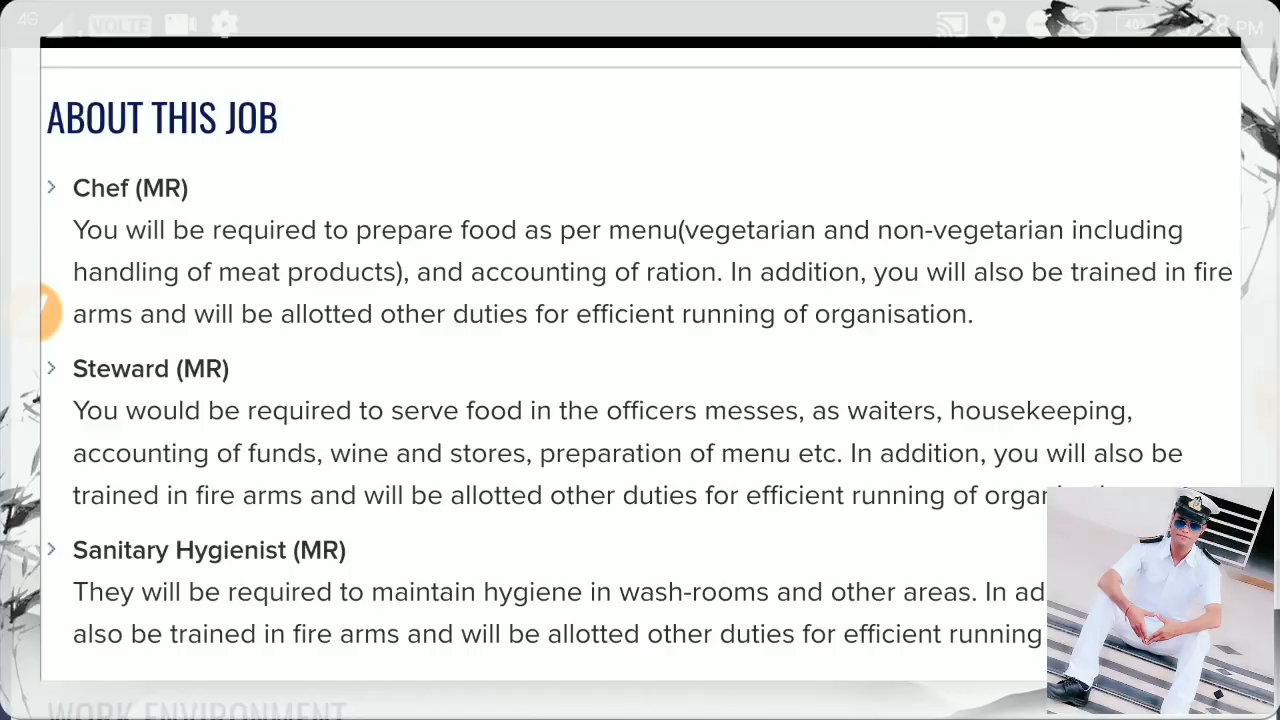 4G VOLTE 40% PM
ABOUT THIS JOB
Chef (MR)
You will be required to prepare food as per menu(vegetarian and non-vegetarian including
handling of meat products), and accounting of ration. In addition, you will also be trained in fire
arms and will be allotted other duties for efficient running of organisation.
Steward (MR)
You would be required to serve food in the officers messes, as waiters, housekeeping,
accounting of funds, wine and stores, preparation of menu etc. In addition, you will also be
trained in fire arms and will be allotted other duties for efficient running of
Sanitary Hygienist (MR)
They will be required to maintain hygiene in wash-rooms and other areas. In
also be trained in fire arms and will be allotted other duties for efficient running
WORK ENVIRONMENT